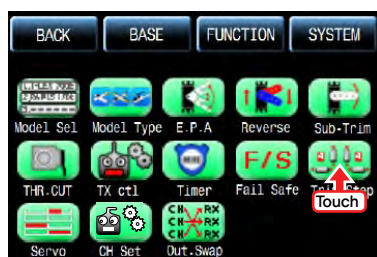 BACK BASE FUNCTION SYSTEM
Model Sel Model Type E.P.A Reverse Sub-Trim
F/S
THR.CUT TX ctl Timer Fail Safe
Touch
CH RX
CH RX
CH RX
Servo CH Set Out.Swap